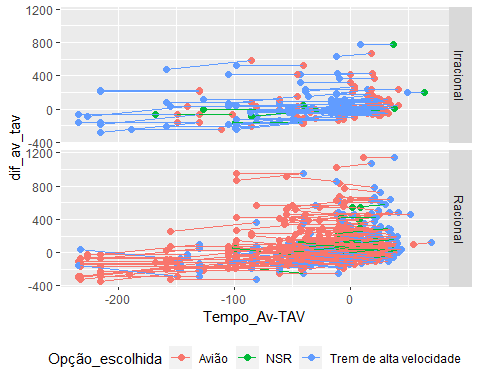 1200
800
400
0
-400
Irracional
1200
800
400
0
-400
Racional
dif_av_tav
-200
-100
0
Tempo_Av-TAV
Opção_escolhida Avião NSR Trem de alta velocidade